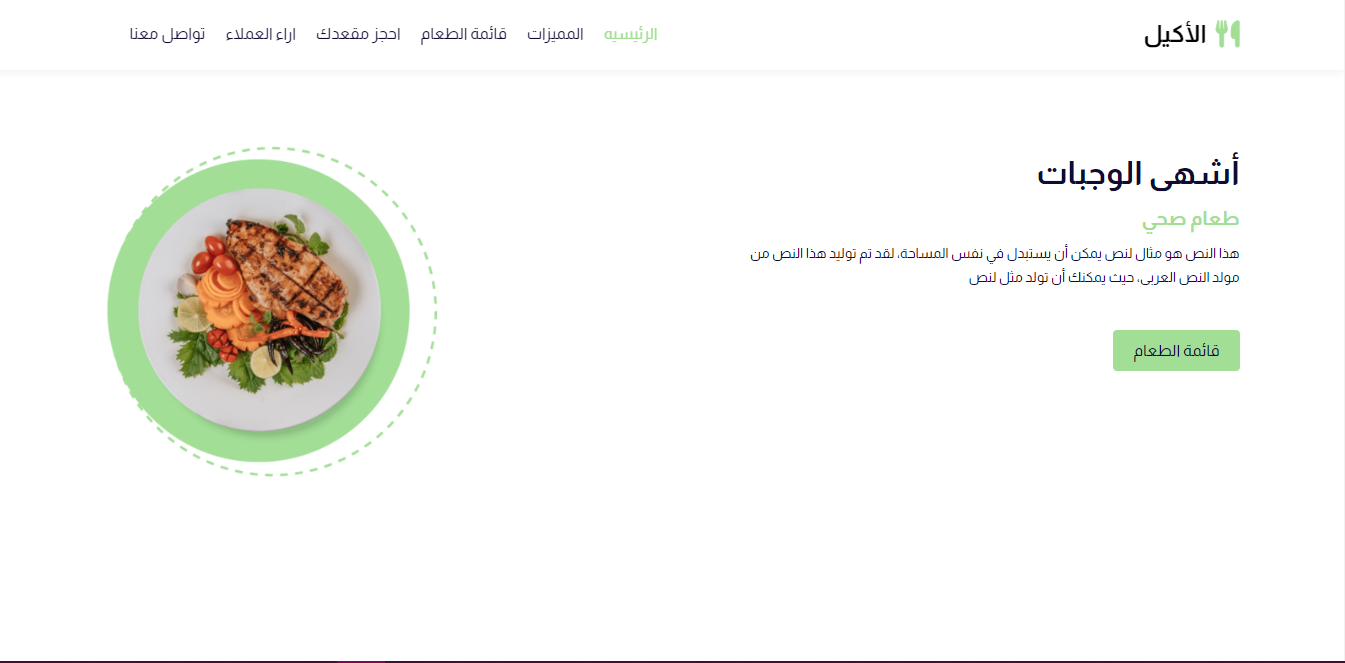 الأكيل
الرئيسيه المميزات قائمة الطعام احجز مقعدك اراء العملاء تواصل معنا
أشهى الوجبات
طعام صحي
هذا النص هو مثال لنص يمكن أن يستبدل في نفس المساحة، لقد تم توليد هذا النص من
مولد النص العربى، حيث يمكنك أن تولد مثل لنص
قائمة الطعام